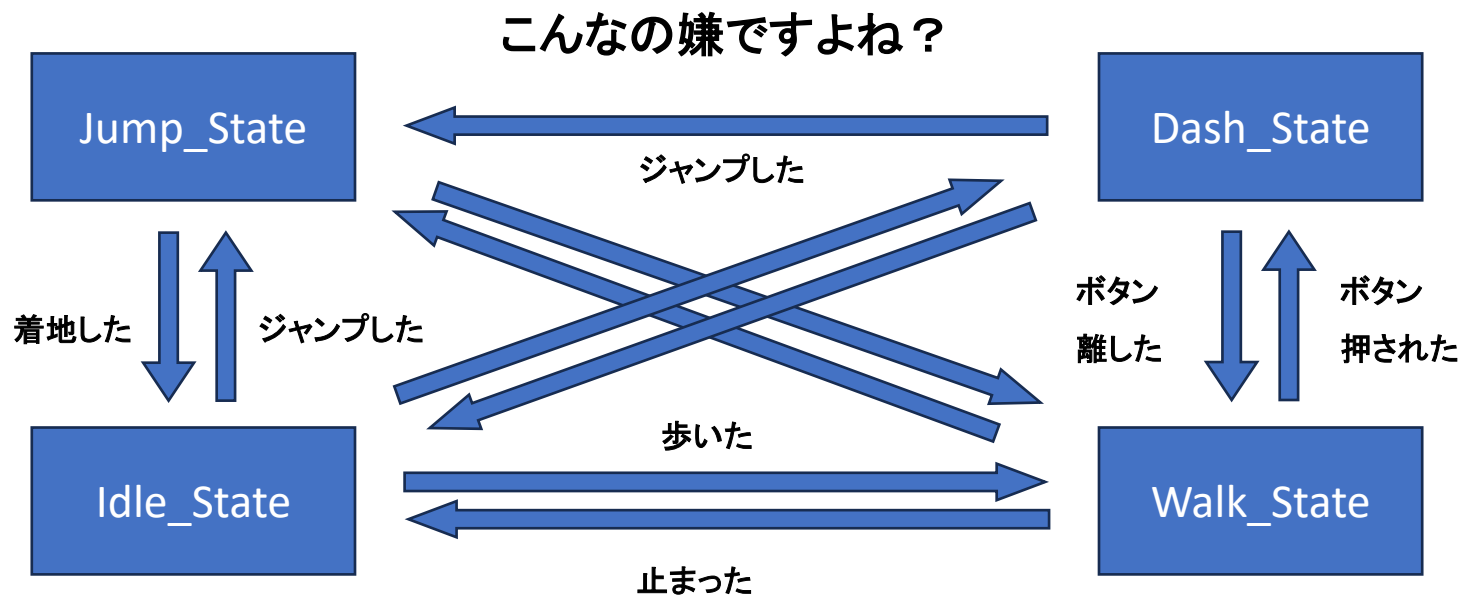 こんなの嫌ですよね？
Jump_State
Dash_State
ジャンプした
着地した
ジャンプした
ボタン
離した
ボタン
押された
歩いた
Idle_State
Walk_State
止まった